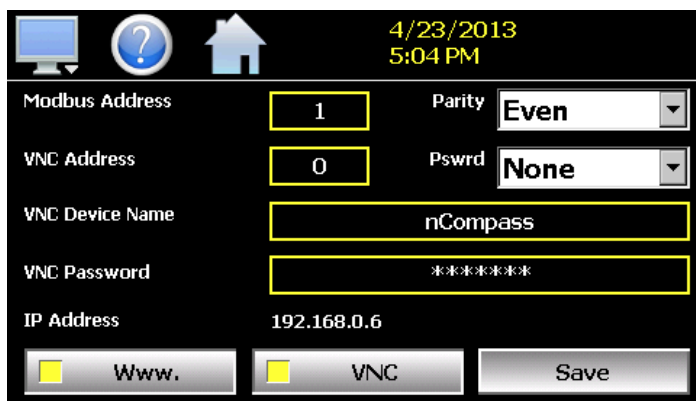 4/23/2013
5:04 PM
Modbus Address 1 Parity Even
VNC Address 0 Pswrd None
VNC Device Name nCompass
VNC Password *******
IP Address 192.168.0.6
Www. VNC Save